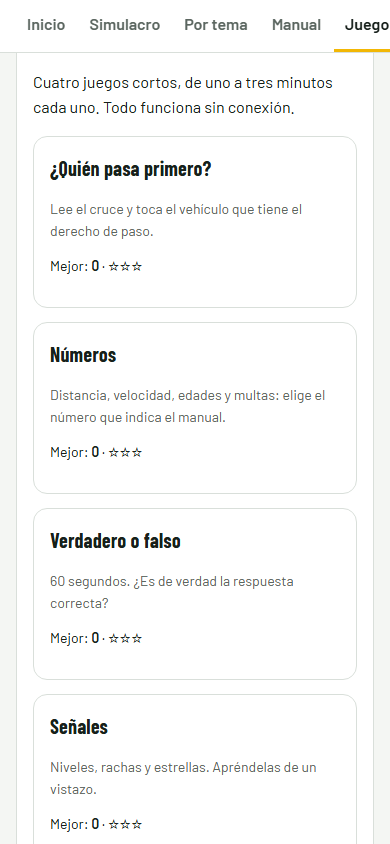 Inicio Simulacro Por tema Manual Juego
Cuatro juegos cortos, de uno a tres minutos
cada uno. Todo funciona sin conexión.
¿Quién pasa primero?
Lee el cruce y toca el vehículo que tiene el
derecho de paso.
Mejor: 0 · ☆☆☆
Números
Distancia, velocidad, edades y multas: elige el
número que indica el manual.
Mejor: 0 · ☆☆☆
Verdadero o falso
60 segundos. ¿Es de verdad la respuesta
correcta?
Mejor: 0 · ☆☆☆
Señales
Niveles, rachas y estrellas. Apréndelas de un
vistazo.
Mejor: 0 · ☆☆☆